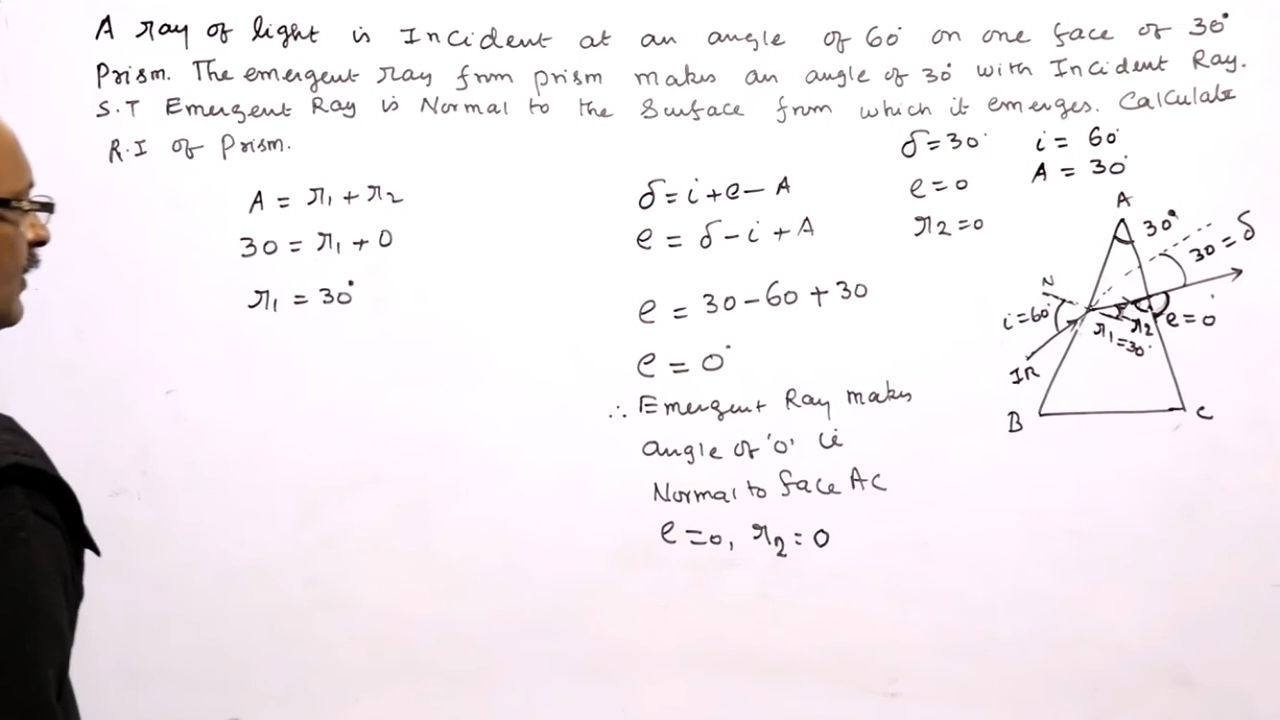 A ray of light is Incident at an angle of 60° on one face of 30°
Prism. The emergent ray from prism makes an angle of 30° with Incident Ray.
S.T Emergent Ray is Normal to the Surface from which it emerges. Calculate
R.I of Prism.
A = r₁ + r₂
30 = r₁ + 0
r₁ = 30°
δ = i + e - A
e = δ - i + A
e = 30 - 60 + 30
e = 0°
∴ Emergent Ray makes
angle of '0' ie
Normal to face AC
e = 0, r₂ = 0
δ = 30° i = 60°
e = 0 A = 30°
r₂ = 0
A
30°
30 = δ
N
i = 60°
r₁ = 30°
r₂
e = 0°
IR
B
C